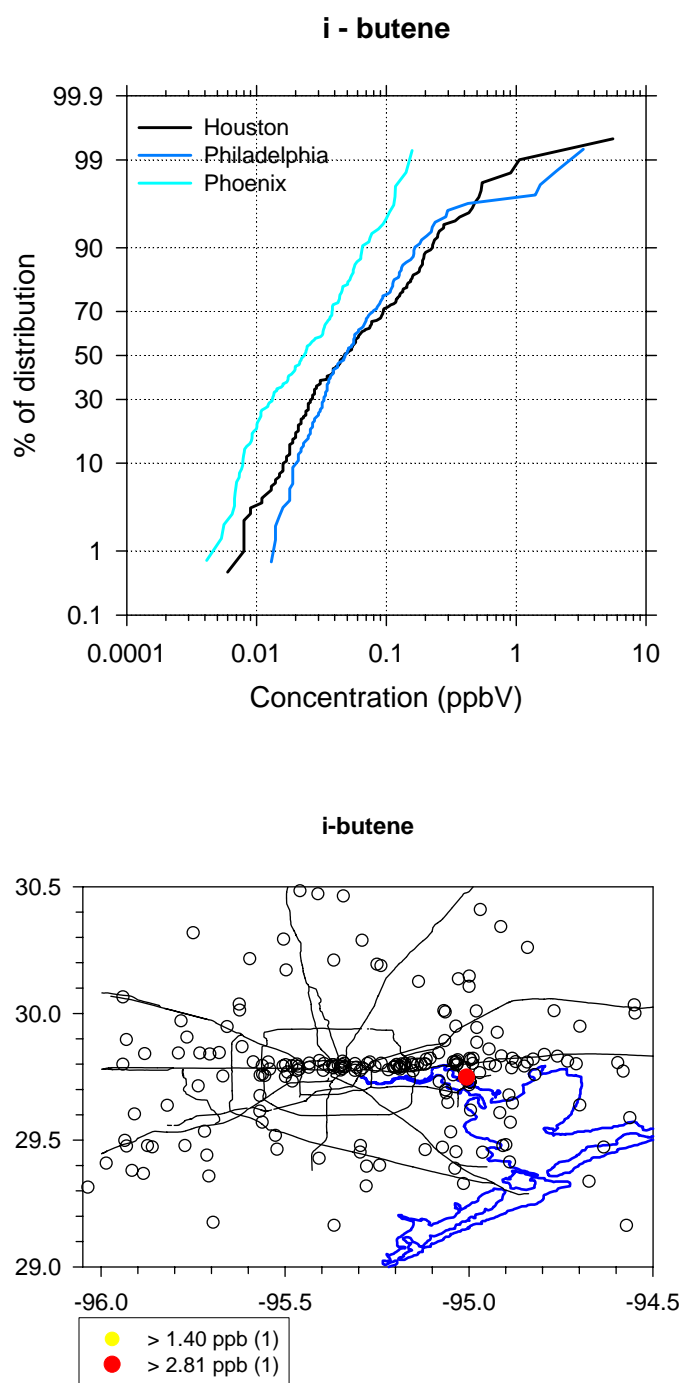 i - butene
99.9
99
90
70
50
30
10
1
0.1
% of distribution
Houston
Philadelphia
Phoenix
0.0001
0.01
0.1
1
10
Concentration (ppbV)
i-butene
30.5
30.0
29.5
29.0
-96.0
-95.5
-95.0
-94.5
> 1.40 ppb (1)
> 2.81 ppb (1)